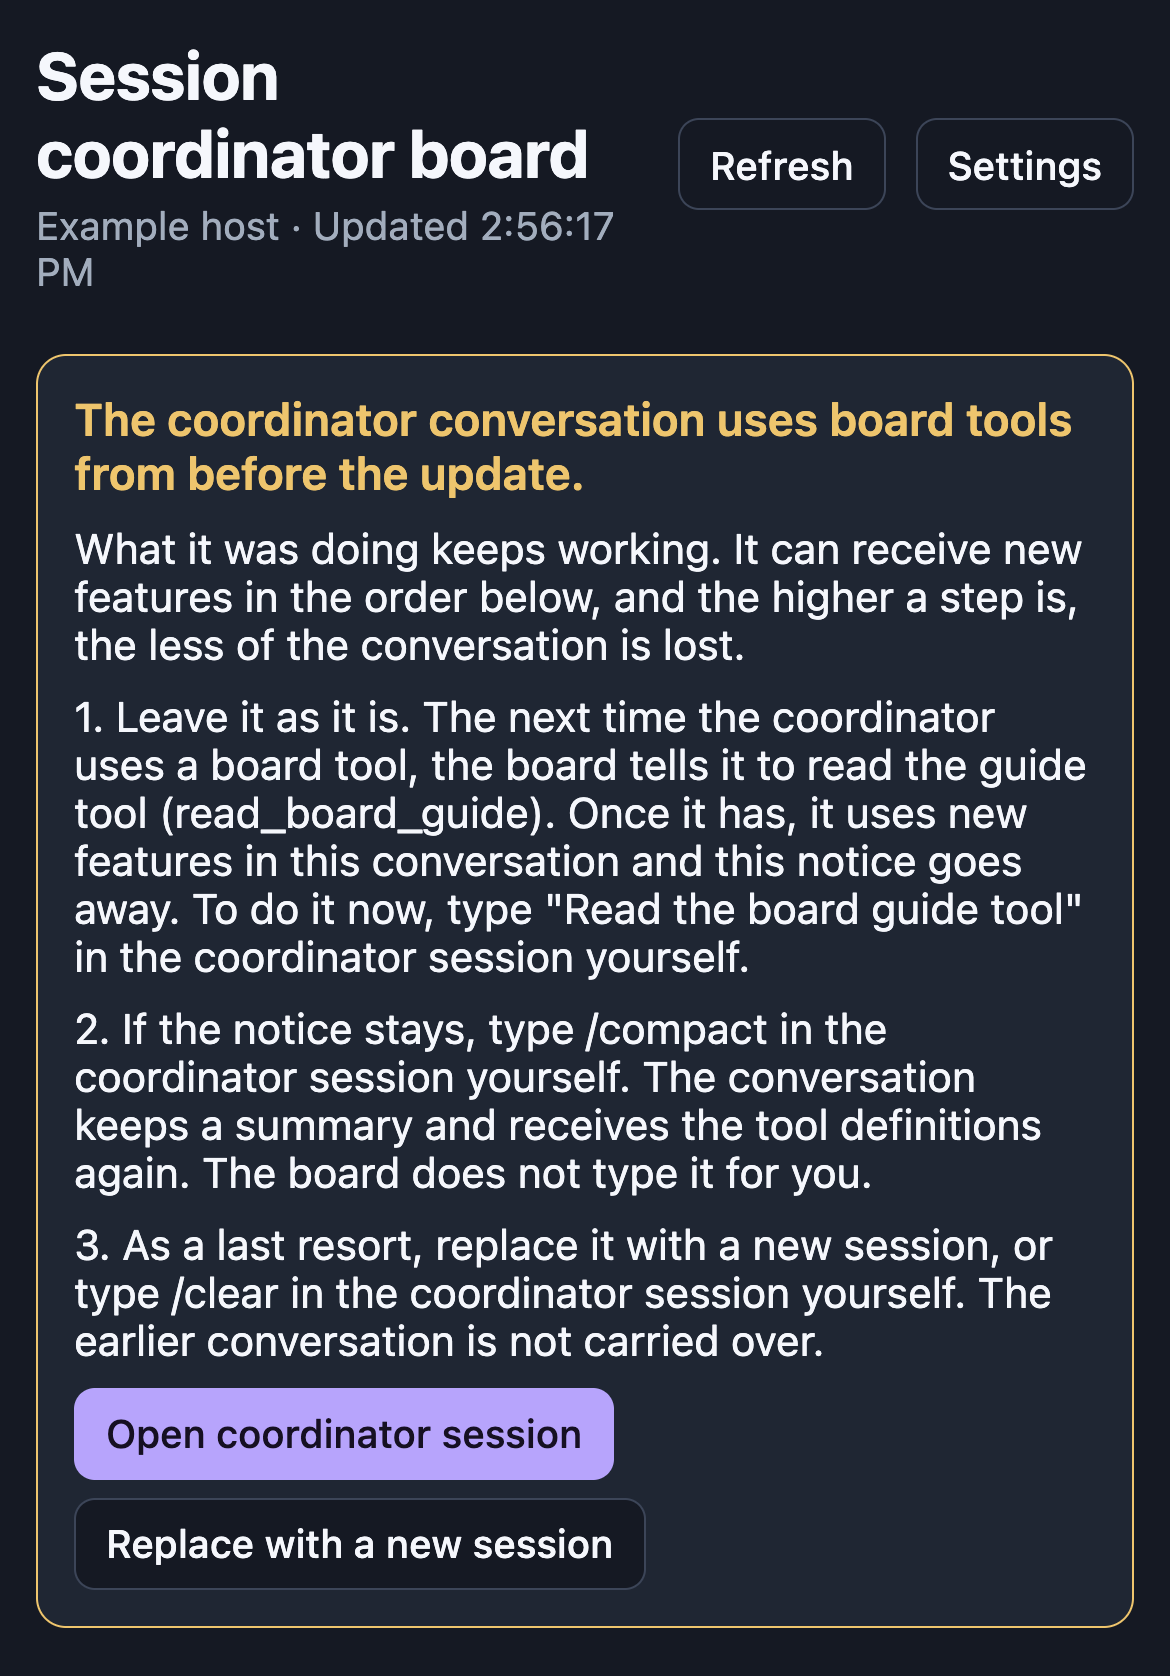 Session
coordinator board
Example host · Updated 2:56:17
PM
Refresh
Settings
The coordinator conversation uses board tools
from before the update.
What it was doing keeps working. It can receive new
features in the order below, and the higher a step is,
the less of the conversation is lost.
1. Leave it as it is. The next time the coordinator
uses a board tool, the board tells it to read the guide
tool (read_board_guide). Once it has, it uses new
features in this conversation and this notice goes
away. To do it now, type "Read the board guide tool"
in the coordinator session yourself.
2. If the notice stays, type /compact in the
coordinator session yourself. The conversation
keeps a summary and receives the tool definitions
again. The board does not type it for you.
3. As a last resort, replace it with a new session, or
type /clear in the coordinator session yourself. The
earlier conversation is not carried over.
Open coordinator session
Replace with a new session